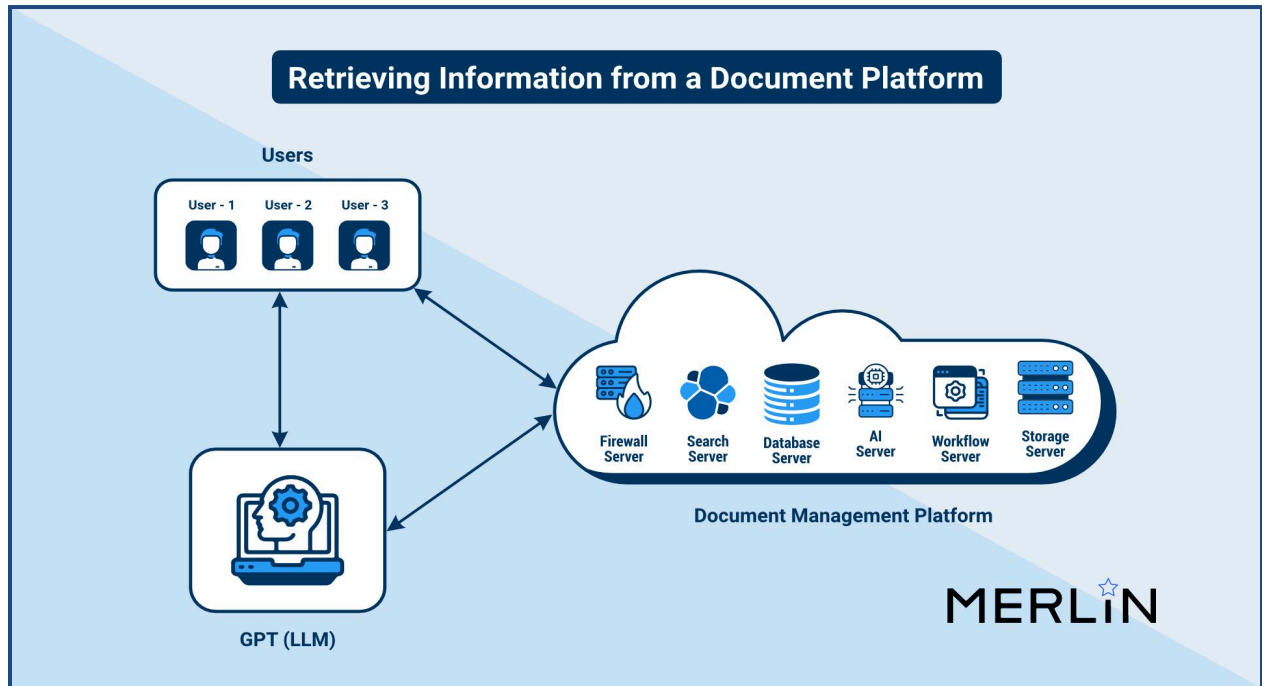 Retrieving Information from a Document Platform
Users
User - 1
User - 2
User - 3
Firewall
Server
Search
Server
Database
Server
AI
Server
Workflow
Server
Storage
Server
Document Management Platform
GPT (LLM)
MERLiN